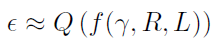 ϵ ≈ Q (f(γ, R, L))